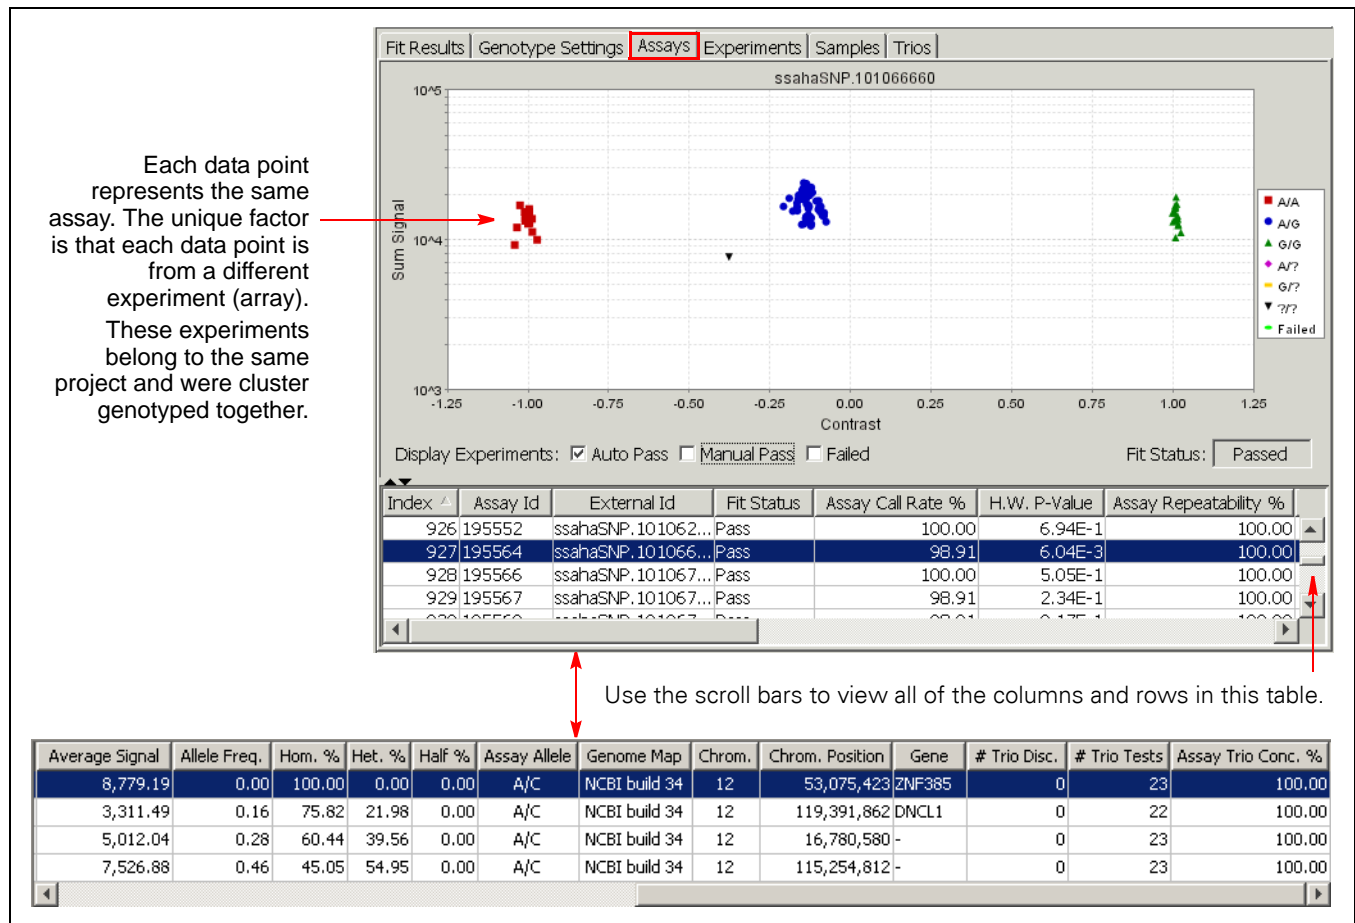 Fit Results Genotype Settings Assays Experiments Samples Trios
ssahaSNP.101066660
10^5
10^4
10^3
Sum Signal
-1.25 -1.00 -0.75 -0.50 -0.25 0.00 0.25 0.50 0.75 1.00 1.25
Contrast
A/A
A/G
G/G
A/?
G/?
?/?
Failed
Each data point
represents the same
assay. The unique factor
is that each data point is
from a different
experiment (array).
These experiments
belong to the same
project and were cluster
genotyped together.
Display Experiments: Auto Pass Manual Pass Failed Fit Status: Passed
Index Assay Id External Id Fit Status Assay Call Rate % H.W. P-Value Assay Repeatability %
926 195552 ssahaSNP.101062... Pass 100.00 6.94E-1 100.00
927 195564 ssahaSNP.101066... Pass 98.91 6.04E-3 100.00
928 195566 ssahaSNP.101067... Pass 100.00 5.05E-1 100.00
929 195567 ssahaSNP.101067... Pass 98.91 2.34E-1 100.00
Use the scroll bars to view all of the columns and rows in this table.
Average Signal Allele Freq. Hom. % Het. % Half % Assay Allele Genome Map Chrom. Chrom. Position Gene # Trio Disc. # Trio Tests Assay Trio Conc. %
8,779.19 0.00 100.00 0.00 0.00 A/C NCBI build 34 12 53,075,423 ZNF385 0 23 100.00
3,311.49 0.16 75.82 21.98 0.00 A/C NCBI build 34 12 119,391,862 DNCL1 0 22 100.00
5,012.04 0.28 60.44 39.56 0.00 A/C NCBI build 34 12 16,780,580 - 0 23 100.00
7,526.88 0.46 45.05 54.95 0.00 A/C NCBI build 34 12 115,254,812 - 0 23 100.00